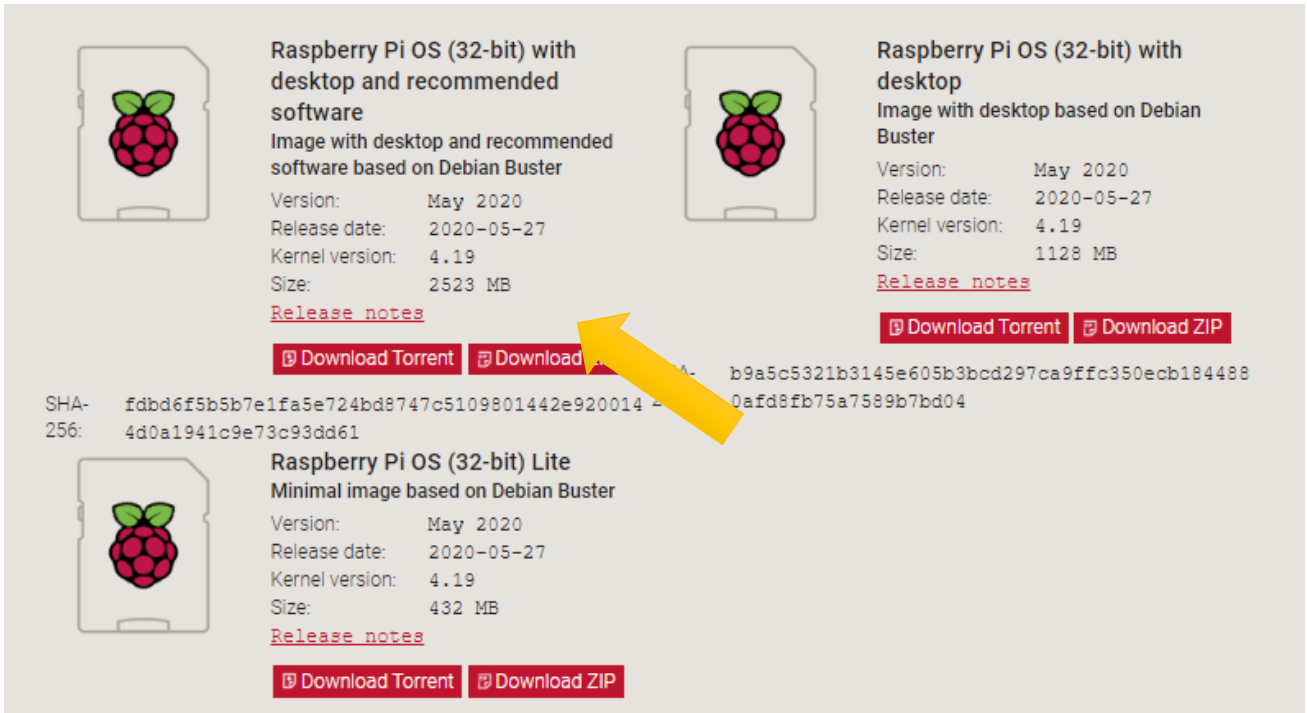 Raspberry Pi OS (32-bit) with
desktop and recommended
software
Image with desktop and recommended
software based on Debian Buster
Version: May 2020
Release date: 2020-05-27
Kernel version: 4.19
Size: 2523 MB
Release notes
Download Torrent Download
SHA- fdbd6f5b5b7e1fa5e724bd8747c5109801442e920014
256: 4d0a1941c9e73c93dd61
Raspberry Pi OS (32-bit) with
desktop
Image with desktop based on Debian
Buster
Version: May 2020
Release date: 2020-05-27
Kernel version: 4.19
Size: 1128 MB
Release notes
Download Torrent Download ZIP
b9a5c5321b3145e605b3bcd297ca9ffc350ecb184488
0afd8fb75a7589b7bd04
Raspberry Pi OS (32-bit) Lite
Minimal image based on Debian Buster
Version: May 2020
Release date: 2020-05-27
Kernel version: 4.19
Size: 432 MB
Release notes
Download Torrent Download ZIP